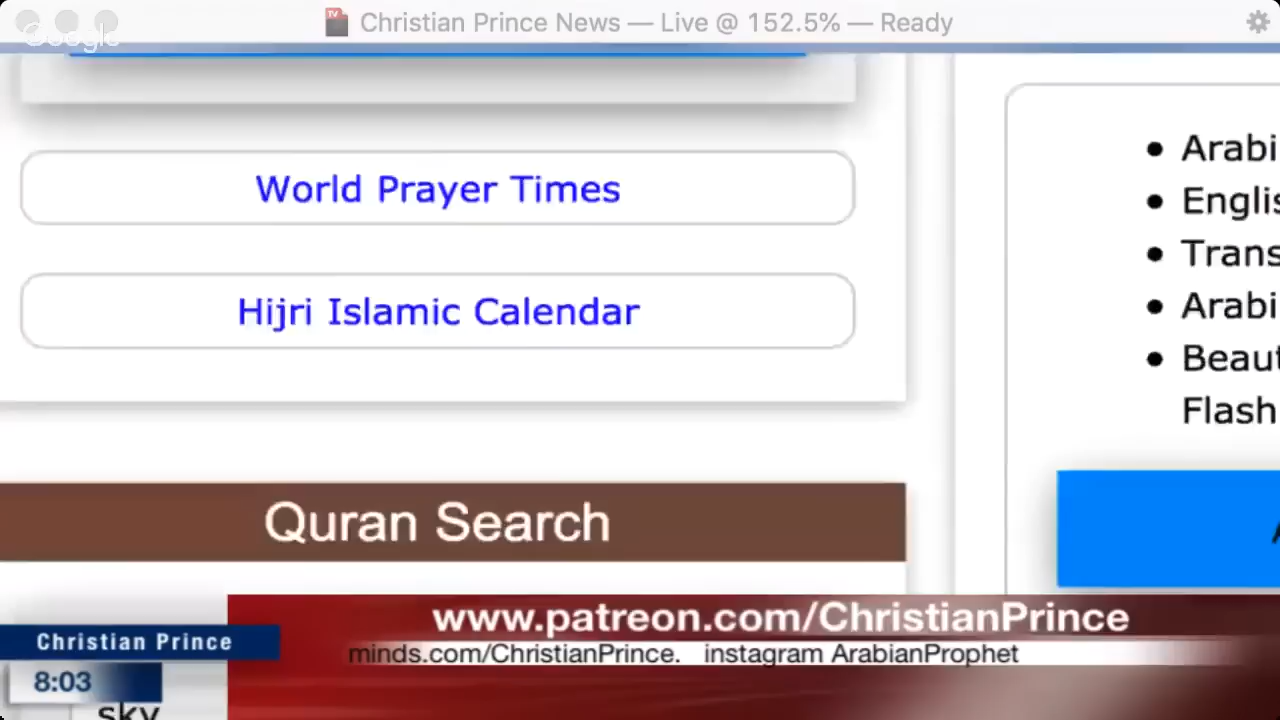 Christian Prince News — Live @ 152.5% — Ready
Google
World Prayer Times
Hijri Islamic Calendar
Quran Search
Arabi
Englis
Trans
Arabi
Beaut
Flash
www.patreon.com/ChristianPrince
minds.com/ChristianPrince. instagram ArabianProphet
Christian Prince
8:03
sky